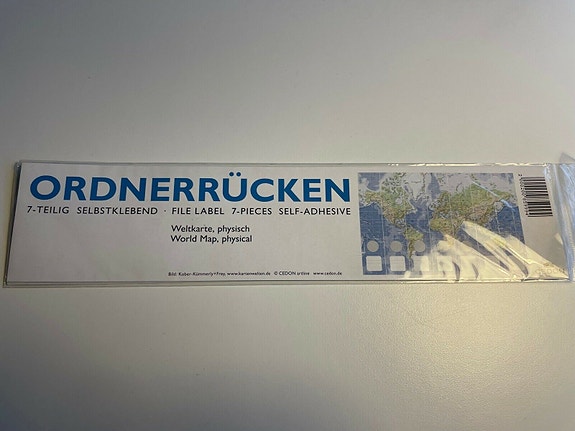 ORDNERRÜCKEN
7-TEILIG SELBSTKLEBEND · FILE LABEL 7-PIECES SELF-ADHESIVE
Weltkarte, physisch
World Map, physical
Bild: Kober-Kümmerly+Frey, www.kartenwelten.de © CEDON artline www.cedon.de